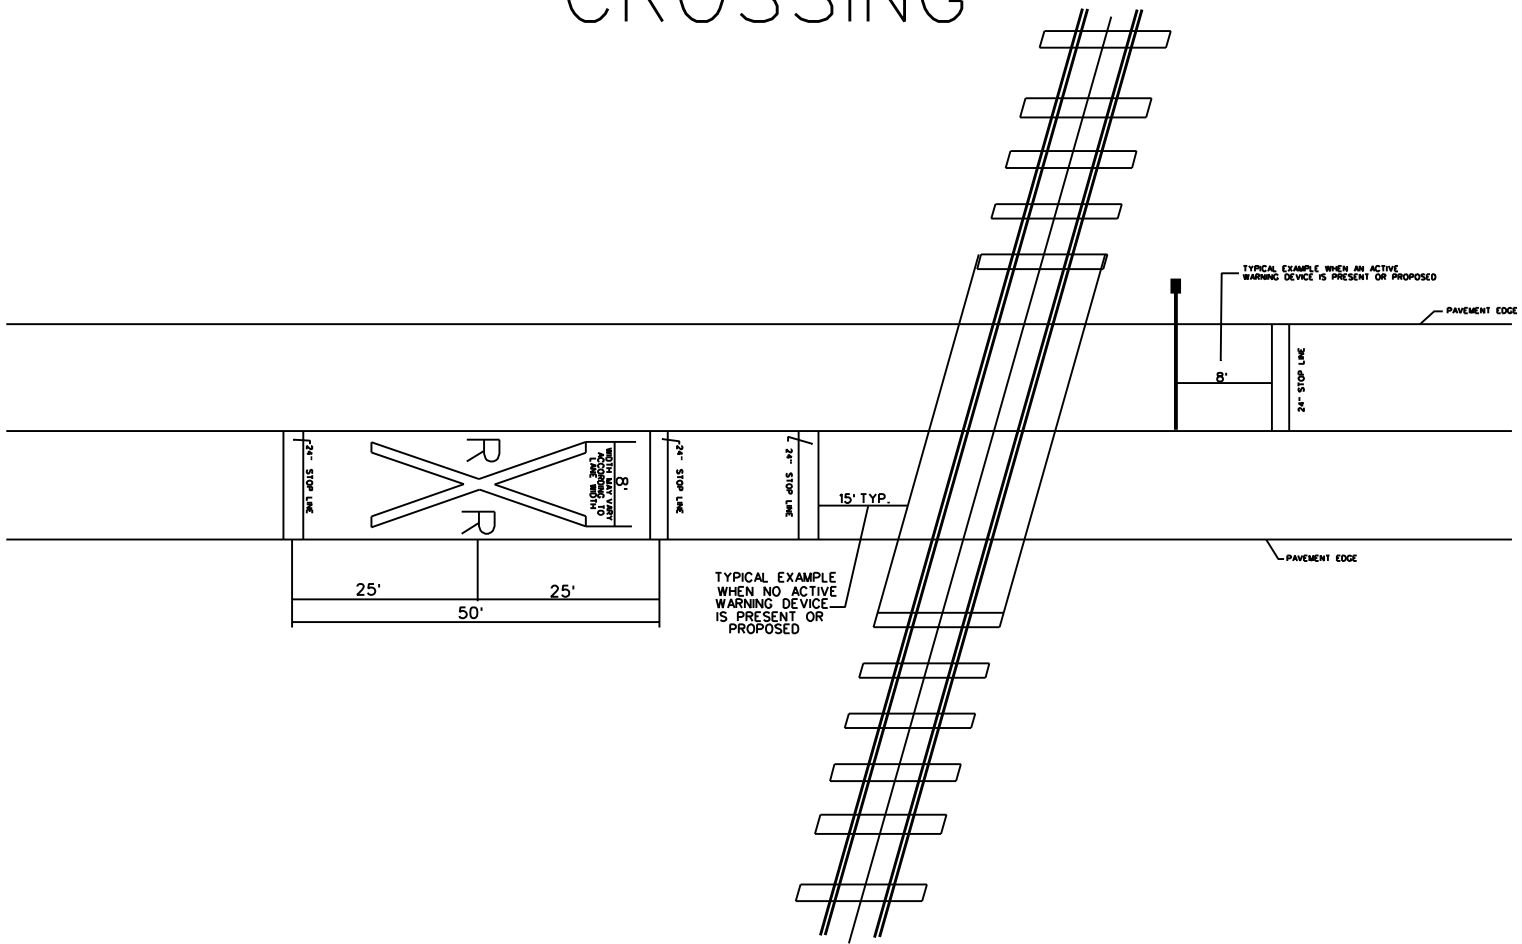 CROSSING
TYPICAL EXAMPLE WHEN AN ACTIVE
WARNING DEVICE IS PRESENT OR PROPOSED
PAVEMENT EDGE
8'
24" STOP LINE
24" STOP LINE
R
R
WIDTH MAY VARY
ACCORDING TO
LANE WIDTH
8'
24" STOP LINE
24" STOP LINE
15' TYP.
PAVEMENT EDGE
TYPICAL EXAMPLE
WHEN NO ACTIVE
WARNING DEVICE
IS PRESENT OR
PROPOSED
25'
25'
50'